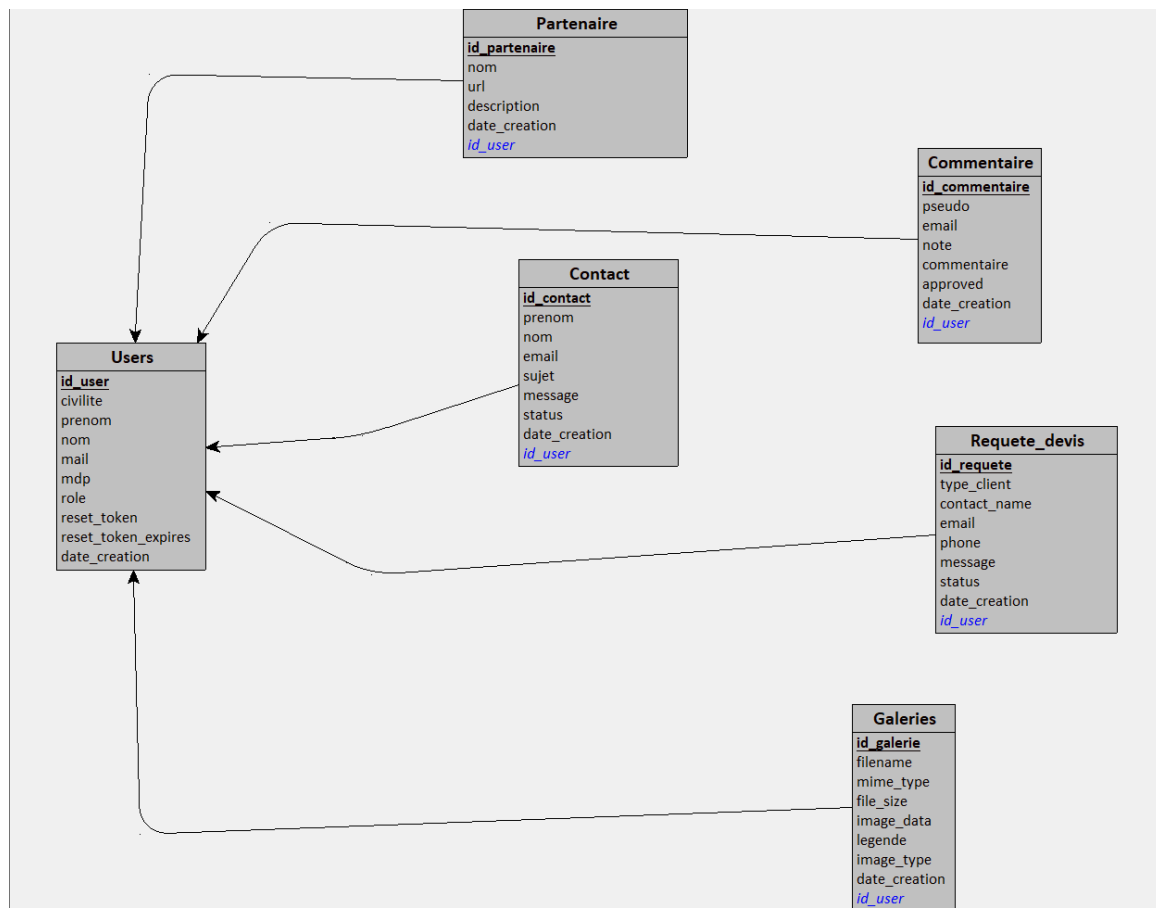 Partenaire
id_partenaire
nom
url
description
date_creation
id_user
Commentaire
id_commentaire
pseudo
email
note
commentaire
approved
date_creation
id_user
Contact
id_contact
prenom
nom
email
sujet
message
status
date_creation
id_user
Users
id_user
civilite
prenom
nom
mail
mdp
role
reset_token
reset_token_expires
date_creation
Requete_devis
id_requete
type_client
contact_name
email
phone
message
status
date_creation
id_user
Galeries
id_galerie
filename
mime_type
file_size
image_data
legende
image_type
date_creation
id_user